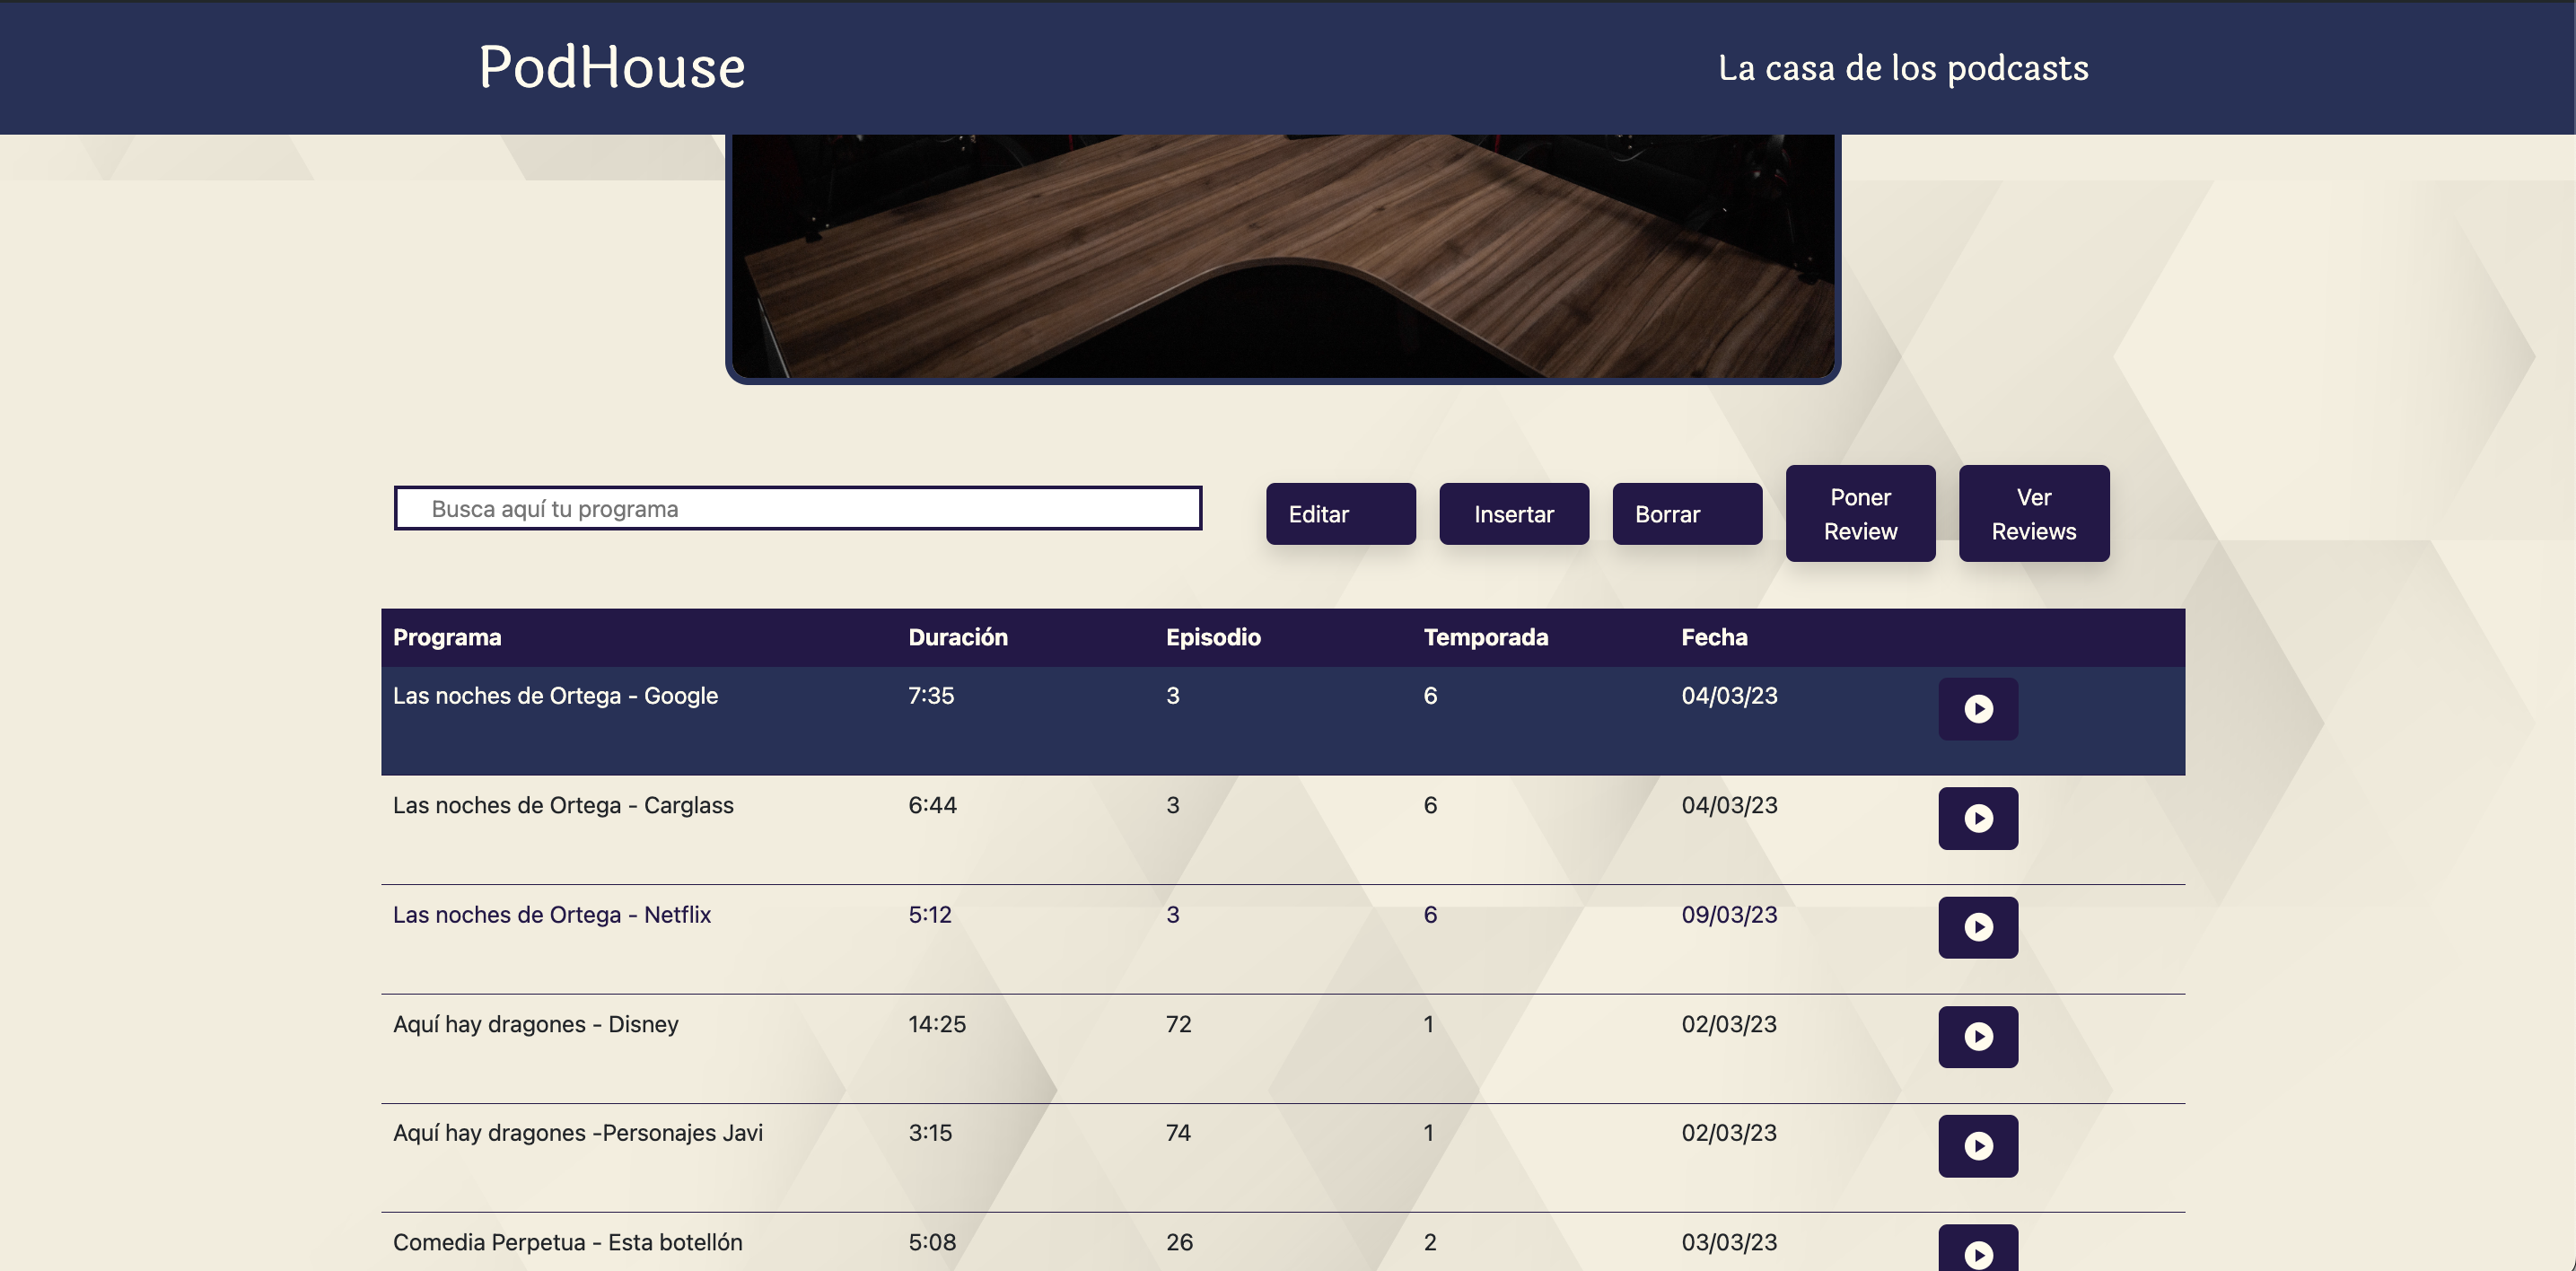 PodHouse
La casa de los podcasts
Busca aquí tu programa
Editar
Insertar
Borrar
Poner
Review
Ver
Reviews
Programa Duración Episodio Temporada Fecha
Las noches de Ortega - Google 7:35 3 6 04/03/23
Las noches de Ortega - Carglass 6:44 3 6 04/03/23
Las noches de Ortega - Netflix 5:12 3 6 09/03/23
Aquí hay dragones - Disney 14:25 72 1 02/03/23
Aquí hay dragones -Personajes Javi 3:15 74 1 02/03/23
Comedia Perpetua - Esta botellón 5:08 26 2 03/03/23